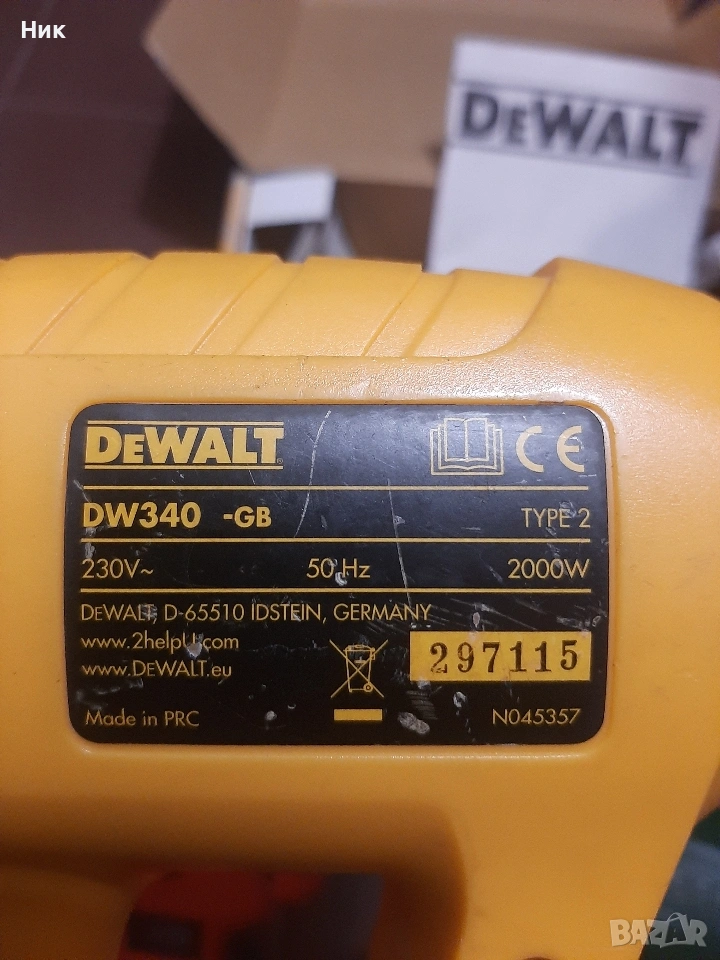 Ник
DEWALT
DEWALT
DW340 -GB TYPE 2
230V~ 50 Hz 2000W
DEWALT, D-65510 IDSTEIN, GERMANY
www.2helpU.com
www.DEWALT.eu
297115
Made in PRC N045357
BAZAR